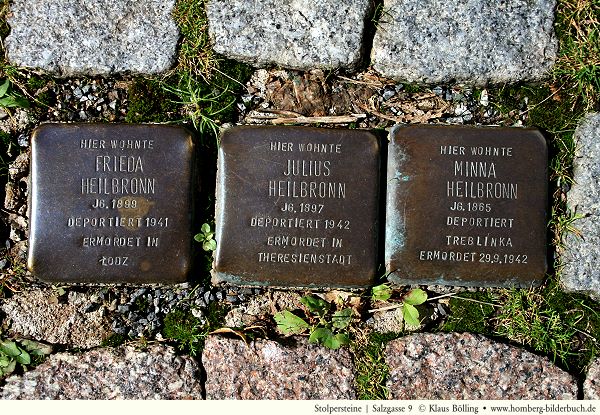 HIER WOHNTE
FRIEDA
HEILBRONN
JG. 1899
DEPORTIERT 1941
ERMORDET IN
ŁODZ
HIER WOHNTE
JULIUS
HEILBRONN
JG. 1897
DEPORTIERT 1942
ERMORDET IN
THERESIENSTADT
HIER WOHNTE
MINNA
HEILBRONN
JG. 1865
DEPORTIERT
TREBLINKA
ERMORDET 29.9.1942
Stolpersteine | Salzgasse 9 © Klaus Bölling • www.homberg-bilderbuch.de